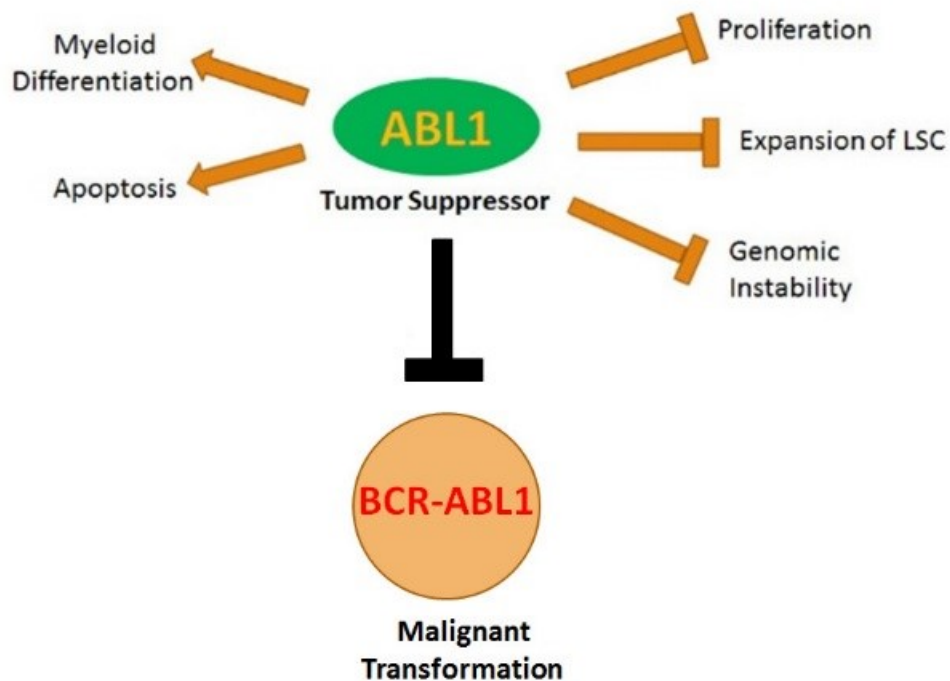 Myeloid
Differentiation
Apoptosis
ABL1
Tumor Suppressor
Proliferation
Expansion of LSC
Genomic
Instability
BCR-ABL1
Malignant
Transformation